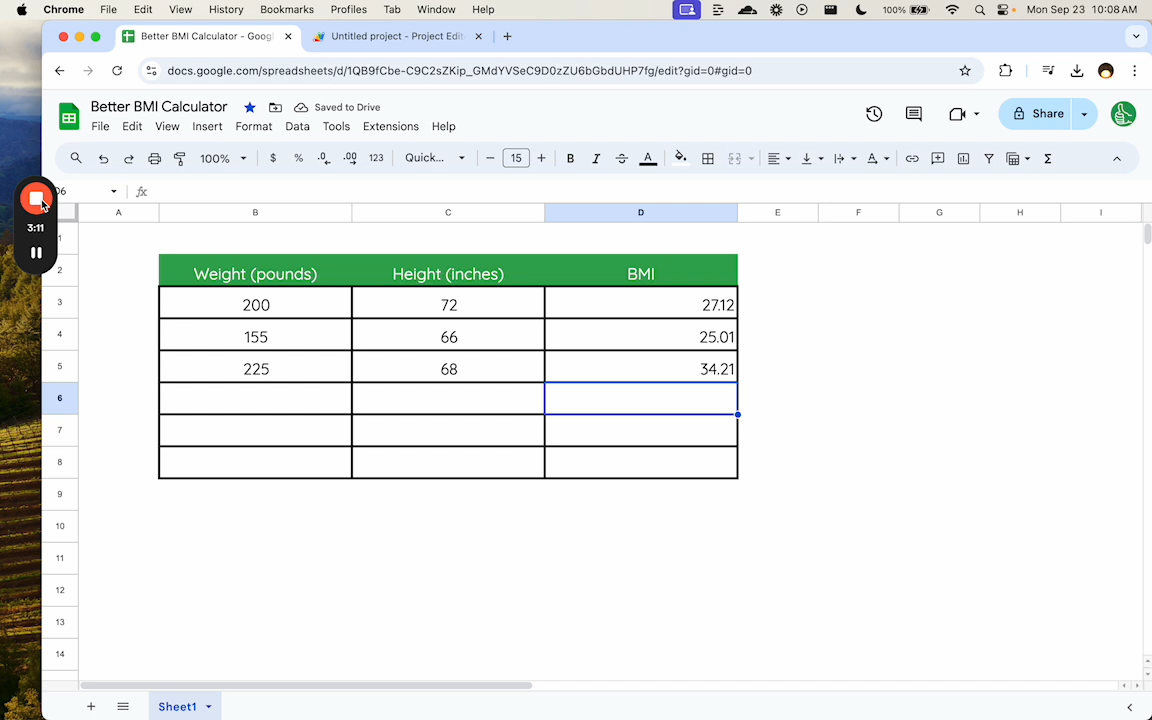 Chrome File Edit View History Bookmarks Profiles Tab Window Help 100% Mon Sep 23 10:08 AM
Better BMI Calculator - Goog Untitled project - Project Edit
docs.google.com/spreadsheets/d/1QB9fCbe-C9C2sZKip_GMdYVSeC9D0zZU6bGbdUHP7fg/edit?gid=0#gid=0
Better BMI Calculator Saved to Drive
File Edit View Insert Format Data Tools Extensions Help
Share
100% $ % .0 .00 123 Quick... 15 B I S A
D6 fx
A B C D E F G H I
3:11
1
2 Weight (pounds) Height (inches) BMI
3 200 72 27.12
4 155 66 25.01
5 225 68 34.21
6
7
8
9
10
11
12
13
14
Sheet1